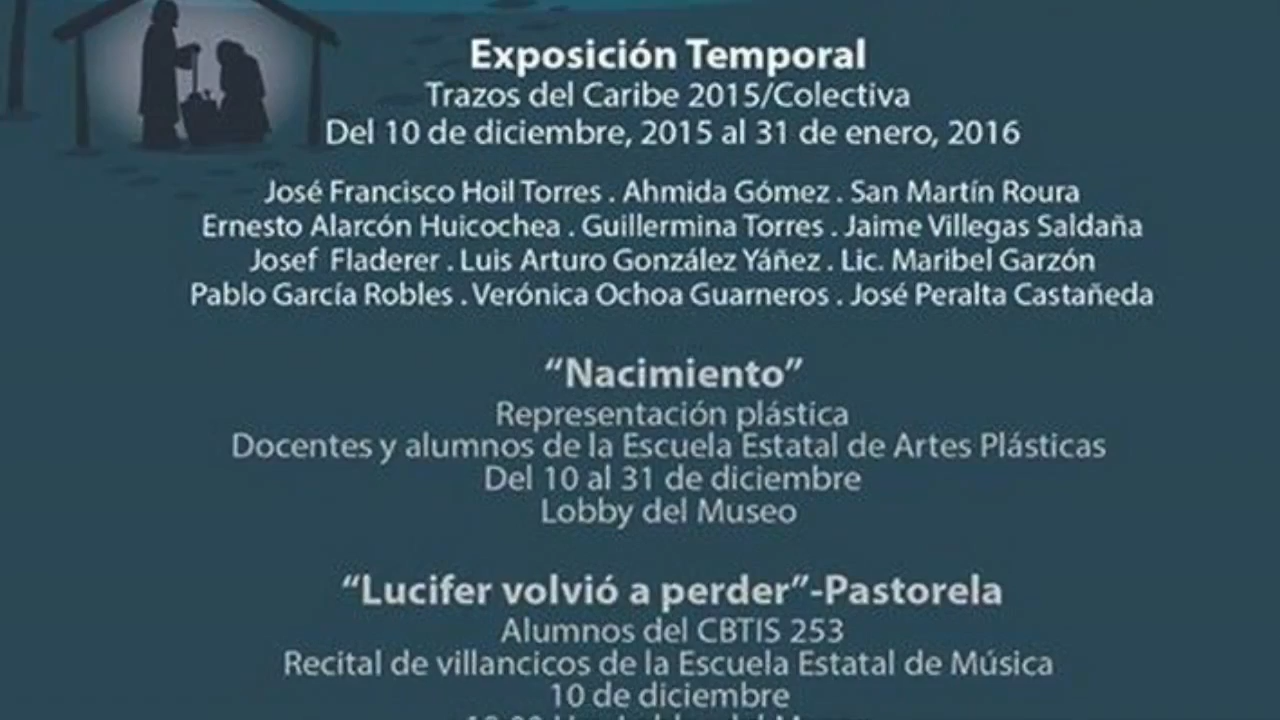 Exposición Temporal
Trazos del Caribe 2015/Colectiva
Del 10 de diciembre, 2015 al 31 de enero, 2016
José Francisco Hoil Torres . Ahmida Gómez . San Martín Roura
Ernesto Alarcón Huicochea . Guillermina Torres . Jaime Villegas Saldaña
Josef Fladerer . Luis Arturo González Yáñez . Lic. Maribel Garzón
Pablo García Robles . Verónica Ochoa Guarneros . José Peralta Castañeda
“Nacimiento”
Representación plástica
Docentes y alumnos de la Escuela Estatal de Artes Plásticas
Del 10 al 31 de diciembre
Lobby del Museo
“Lucifer volvió a perder”-Pastorela
Alumnos del CBTIS 253
Recital de villancicos de la Escuela Estatal de Música
10 de diciembre